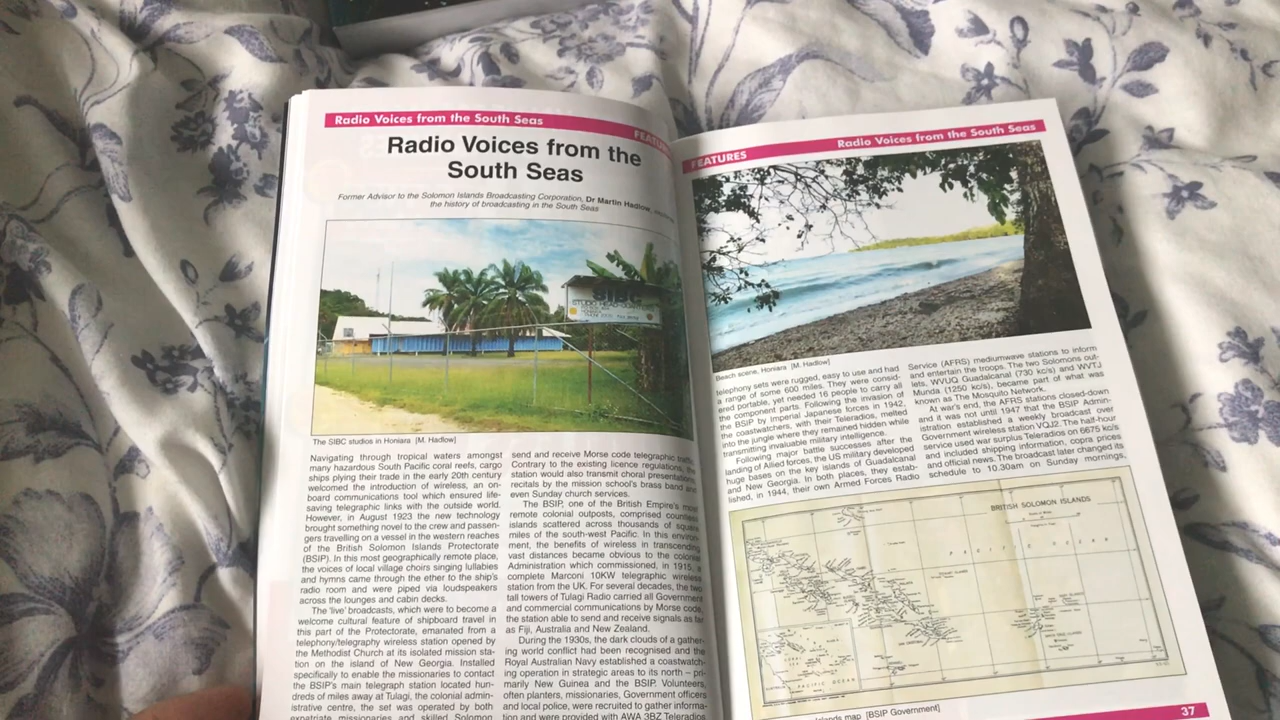 Radio Voices from the South Seas
Radio Voices from the
South Seas
Former Advisor to the Solomon Islands Broadcasting Corporation, Dr Martin Hadlow,
the history of broadcasting in the South Seas
SIBC
STUDIO
HONIARA
The SIBC studios in Honiara [M. Hadlow]
Navigating through tropical waters amongst
many hazardous South Pacific coral reefs, cargo
ships plying their trade in the early 20th century
welcomed the introduction of wireless, an on-
board communications tool which ensured life-
saving telegraphic links with the outside world.
However, in August 1923 the new technology
brought something novel to the crew and passen-
gers travelling on a vessel in the western reaches
of the British Solomon Islands Protectorate
(BSIP). In this most geographically remote place,
the voices of local village choirs singing lullabies
and hymns came through the ether to the ship's
radio room and were piped via loudspeakers
across the lounges and cabin decks.
The 'live' broadcasts, which were to become a
welcome cultural feature of shipboard travel in
this part of the Protectorate, emanated from a
telephony/telegraphy wireless station opened by
the Methodist Church at its isolated mission sta-
tion on the island of New Georgia. Installed
specifically to enable the missionaries to contact
the BSIP's main telegraph station located hun-
dreds of miles away at Tulagi, the colonial admin-
istrative centre, the set was operated by both
expatriate missionaries and skilled Solomon
send and receive Morse code telegraphic traffic.
Contrary to the existing licence regulations, the
station would also transmit choral presentations,
recitals by the mission school's brass band and
even Sunday church services.
The BSIP, one of the British Empire's most
remote colonial outposts, comprised countless
islands scattered across thousands of square
miles of the south-west Pacific. In this environ-
ment, the benefits of wireless in transcending
vast distances became obvious to the colonial
Administration which commissioned, in 1915, a
complete Marconi 10KW telegraphic wireless
station from the UK. For several decades, the two
tall towers of Tulagi Radio carried all Government
and commercial communications by Morse code,
the station able to send and receive signals as far
as Fiji, Australia and New Zealand.
During the 1930s, the dark clouds of a gather-
ing world conflict had been recognised and the
Royal Australian Navy established a coastwatch-
ing operation in strategic areas to its north – pri-
marily New Guinea and the BSIP. Volunteers,
often planters, missionaries, Government officers
and local police, were recruited to gather informa-
tion and were provided with AWA 3BZ Teleradios
FEATURES
Radio Voices from the South Seas
Beach scene, Honiara [M. Hadlow]
telephony sets were rugged, easy to use and had
a range of some 600 miles. They were consid-
ered portable, yet needed 16 people to carry all
the component parts. Following the invasion of
the BSIP by Imperial Japanese forces in 1942,
the coastwatchers, with their Teleradios, melted
into the jungle where they remained hidden while
transmitting invaluable military intelligence.
Following major battle successes after the
landing of Allied forces, the US military developed
huge bases on the key islands of Guadalcanal
and New Georgia. In both places, they estab-
lished, in 1944, their own Armed Forces Radio
Service (AFRS) mediumwave stations to inform
and entertain the troops. The two Solomons out-
lets, WVUQ Guadalcanal (730 kc/s) and WVTJ
Munda (1250 kc/s), became part of what was
known as The Mosquito Network.
At war's end, the AFRS stations closed-down
and it was not until 1947 that the BSIP Admin-
istration established a weekly broadcast over
Government wireless station VQJ2. The half-hour
service used war surplus Teleradios on 6675 kc/s
and included shipping information, copra prices
and official news. The broadcast later changed its
schedule to 10.30am on Sunday mornings,
BRITISH SOLOMON ISLANDS
PACIFIC OCEAN
PACIFIC OCEAN
Islands map [BSIP Government]
37